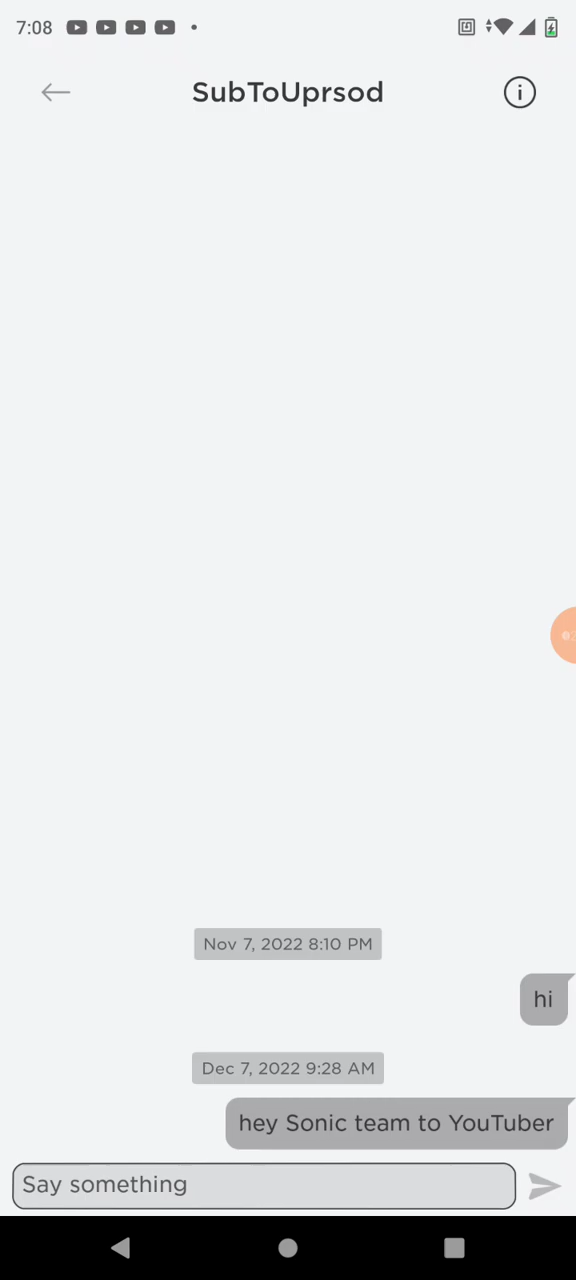 7:08
SubToUprsod
Nov 7, 2022 8:10 PM
hi
Dec 7, 2022 9:28 AM
hey Sonic team to YouTuber
Say something